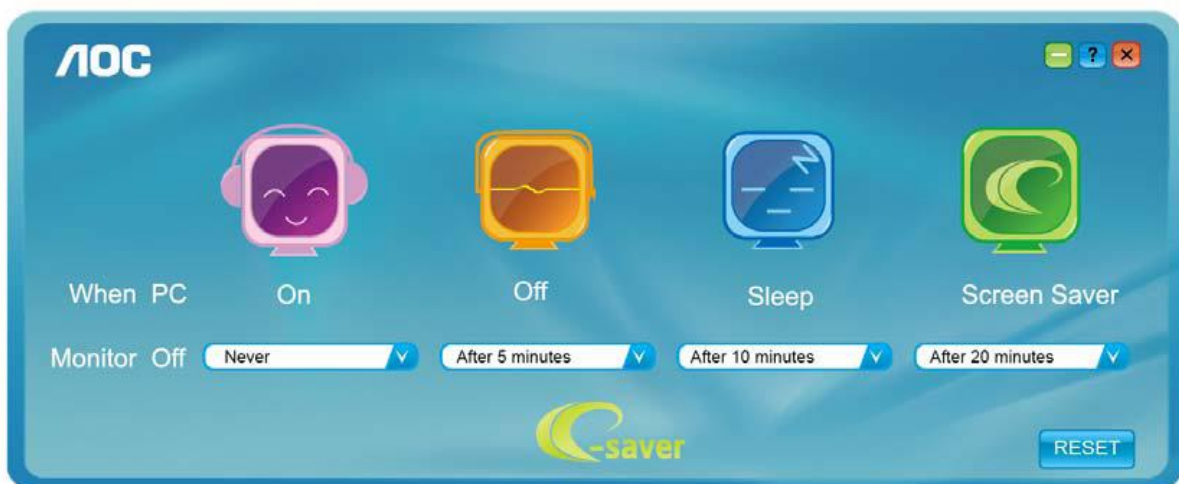 AOC
?
When PC On Off Sleep Screen Saver
Monitor Off Never After 5 minutes After 10 minutes After 20 minutes
e-saver
RESET